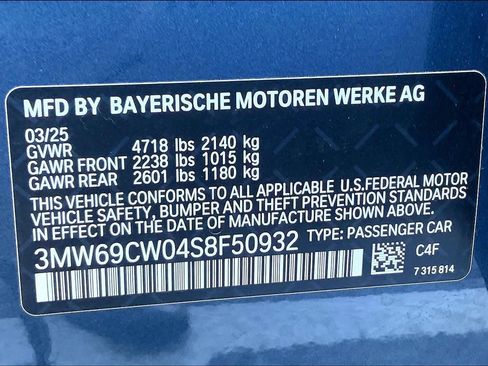 MFD BY BAYERISCHE MOTOREN WERKE AG
03/25
GVWR 4718 lbs 2140 kg
GAWR FRONT 2238 lbs 1015 kg
GAWR REAR 2601 lbs 1180 kg
THIS VEHICLE CONFORMS TO ALL APPLICABLE U.S.FEDERAL MOTOR
VEHICLE SAFETY, BUMPER, AND THEFT PREVENTION STANDARDS
IN EFFECT ON THE DATE OF MANUFACTURE SHOWN ABOVE.
3MW69CW04S8F50932 TYPE: PASSENGER CAR
C4F
7 315 814